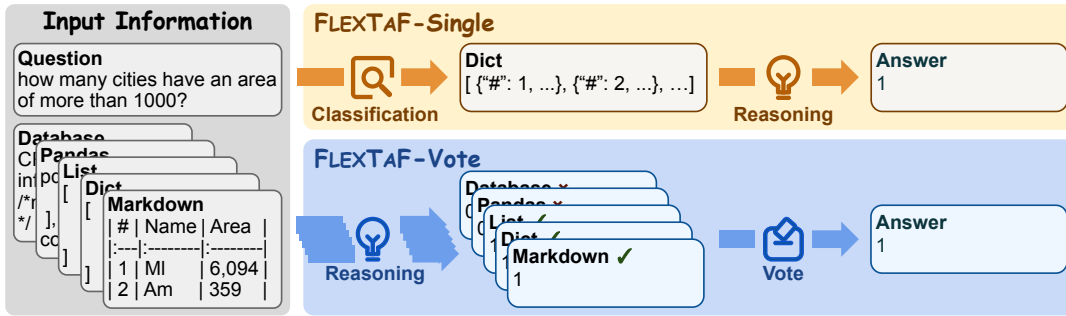 Input Information
Question
how many cities have an area
of more than 1000?
Database
Pandas
List
[
]
Dict
[
]
Markdown
| # | Name | Area |
|:---|:---------|:--------|
| 1 | Ml | 6,094 |
| 2 | Am | 359 |
FLEXTAF-Single
Classification
Dict
[ {“#”: 1, ...}, {“#”: 2, ...}, …]
Reasoning
Answer
1
FLEXTAF-Vote
Reasoning
Database ×
Pandas ×
List ✓
Dict ✓
Markdown ✓
1
Vote
Answer
1